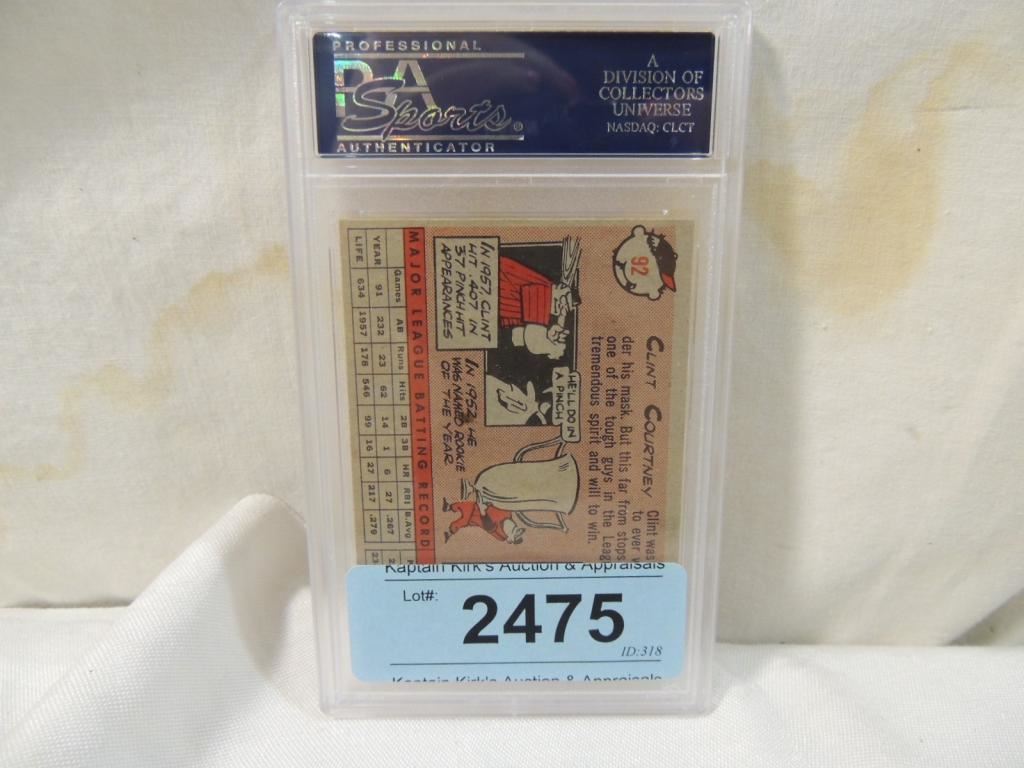 PROFESSIONAL
PSA
Sports®
AUTHENTICATOR
A
DIVISION OF
COLLECTORS
UNIVERSE
NASDAQ: CLCT
92
CLINT COURTNEY Clint was
to ever
der his mask. But this far from stops
one of the tough guys in the Leag
tremendous spirit and will to win.
HE'LL DO IN
A PINCH
IN 1957, CLINT
HIT .407 IN
37 PINCH HIT
APPEARANCES
IN 1952, HE
WAS NAMED ROOKIE
OF THE YEAR.
MAJOR LEAGUE BATTING RECORD
Games AB Runs Hits 2B 3B HR RBI B.Avg
YEAR 91 232 23 62 14 1 6 27 .267
LIFE 634 1957 178 546 99 16 27 217 .279
Kaptain Kirk's Auction & Appraisals
Lot#:
2475
ID:318
Kaptain Kirk's Auction & Appraisals